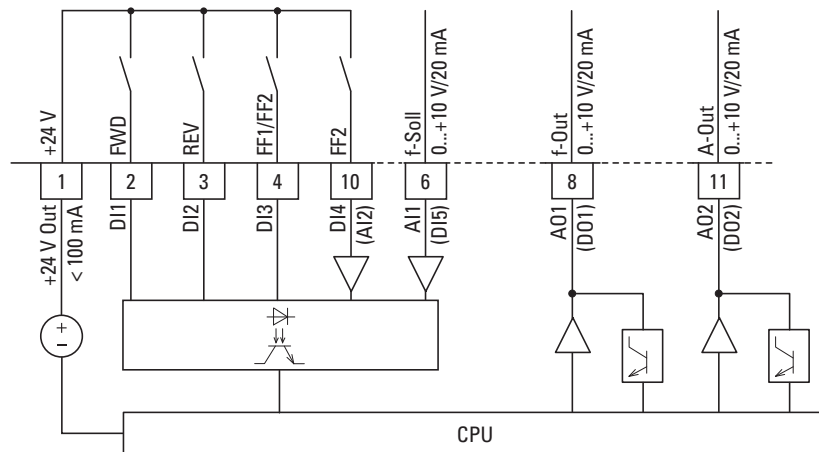 +24 V
FWD
REV
FF1/FF2
FF2
f-Soll
0...+10 V/20 mA
f-Out
0...+10 V/20 mA
A-Out
0...+10 V/20 mA
1
2
3
4
10
6
8
11
+24 V Out
< 100 mA
DI1
DI2
DI3
DI4
(AI2)
AI1
(DI5)
AO1
(DO1)
AO2
(DO2)
+
-
CPU